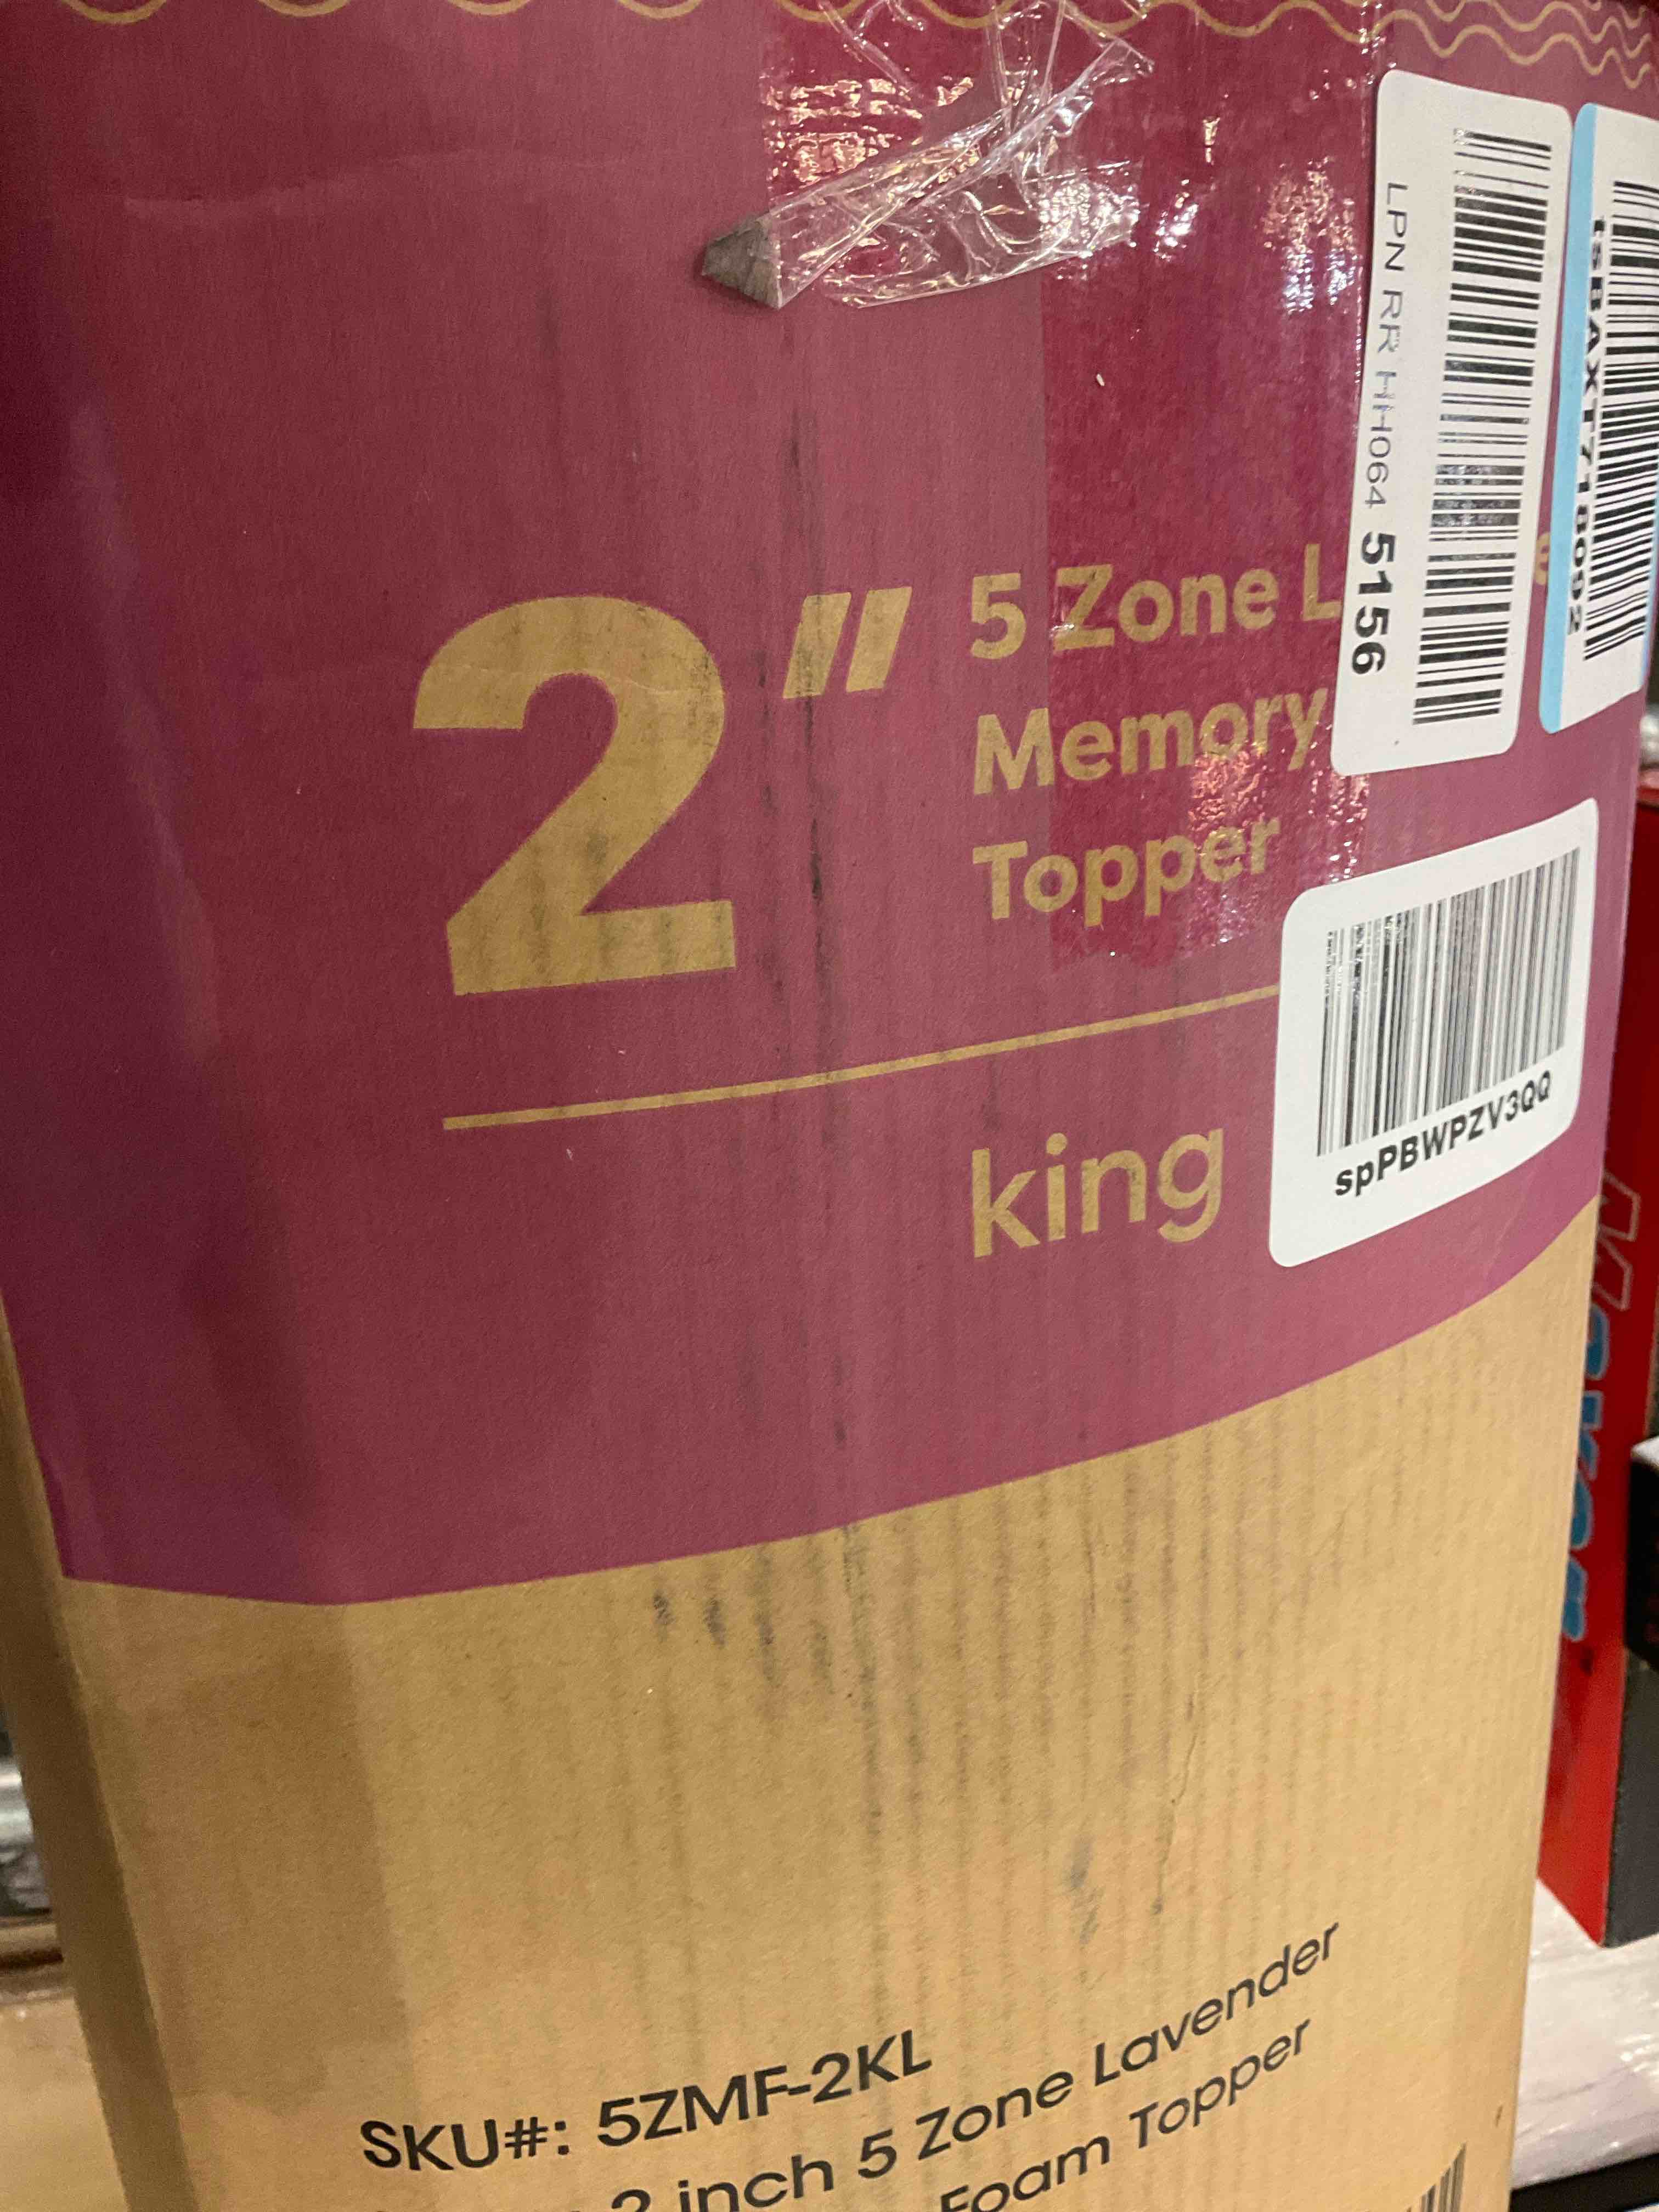 2" 5 Zone L
Memory
Topper
king
LPN RR HH064 5156
spPBWPZV3QQ
SKU#: 5ZMF-2KL
2 inch 5 Zone Lavender
Foam Topper